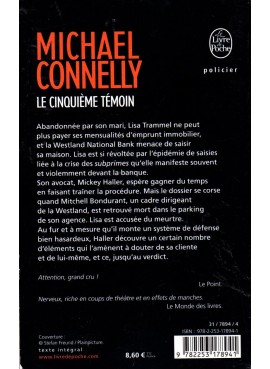 MICHAEL
CONNELLY
LE CINQUIÈME TÉMOIN
Le Livre de Poche
policier
Abandonnée par son mari, Lisa Trammel ne peut
plus payer ses mensualités d'emprunt immobilier,
et la Westland National Bank menace de saisir
sa maison. Lisa est si révoltée par l'épidémie de saisies
liée à la crise des subprimes qu'elle manifeste souvent
et violemment devant la banque.
Son avocat, Mickey Haller, espère gagner du temps
en faisant traîner la procédure. Mais le dossier se corse
quand Mitchell Bondurant, un cadre dirigeant
de la Westland, est retrouvé mort dans le parking
de son agence. Lisa est accusée du meurtre.
Au fur et à mesure qu'il monte un système de défense
bien hasardeux, Haller découvre un certain nombre
d'éléments qui l'amènent à douter de sa cliente
et de lui-même, et ce, jusqu'au verdict.
Attention, grand cru !
Le Point.
Nerveux, riche en coups de théâtre et en effets de manches.
Le Monde des livres.
Couverture :
© Stefan Freund / Plainpicture.
texte intégral
www.livredepoche.com
8,60 €
31 / 7894 / 4
ISBN : 978-2-253-17894-1
9 782253 178941